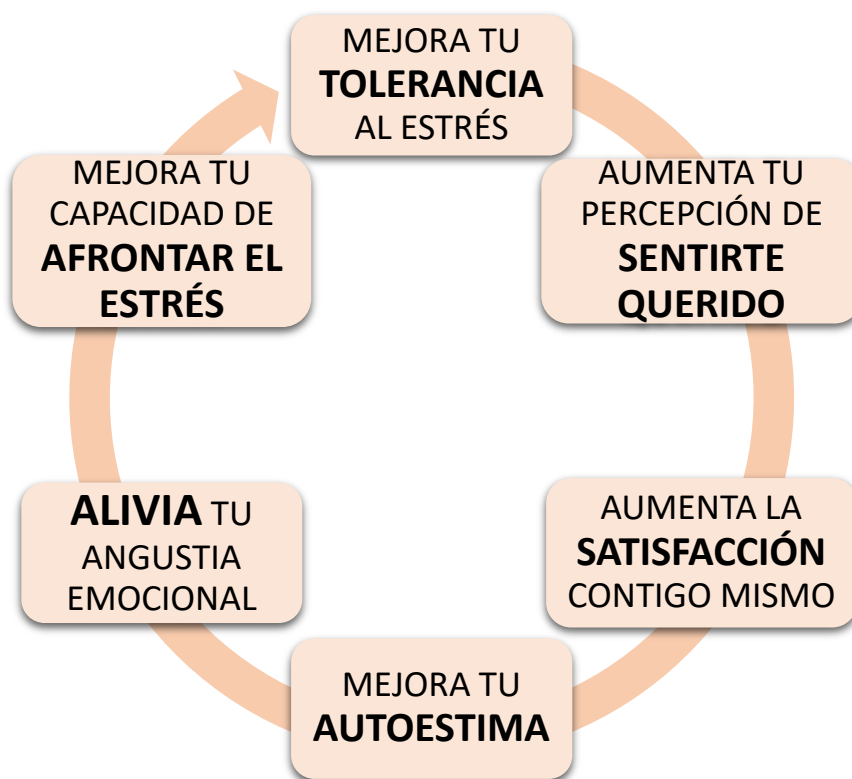 MEJORA TU
TOLERANCIA
AL ESTRÉS
AUMENTA TU
PERCEPCIÓN DE
SENTIRTE
QUERIDO
AUMENTA LA
SATISFACCIÓN
CONTIGO MISMO
MEJORA TU
AUTOESTIMA
ALIVIA TU
ANGUSTIA
EMOCIONAL
MEJORA TU
CAPACIDAD DE
AFRONTAR EL
ESTRÉS